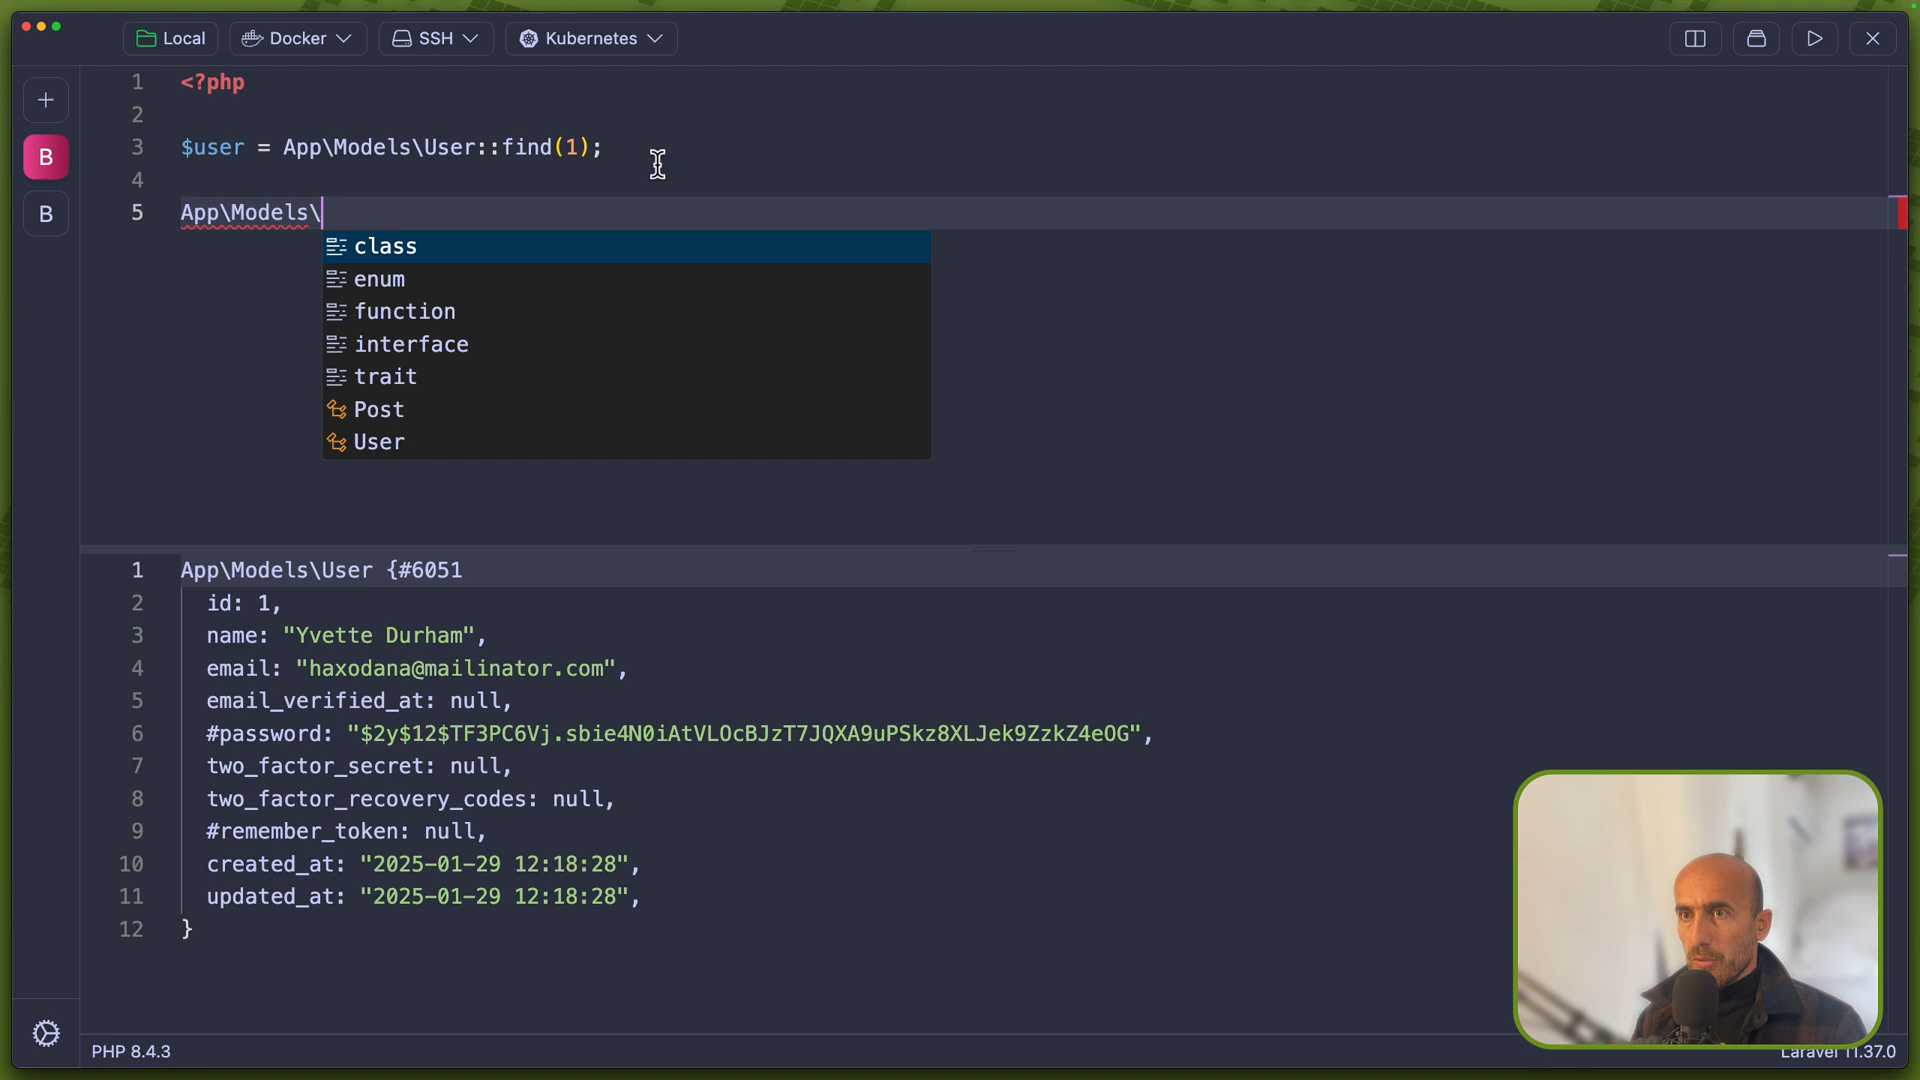 Local
Docker
SSH
Kubernetes
B
B
1 <?php
2
3 $user = App\Models\User::find(1);
4
5 App\Models\
class
enum
function
interface
trait
Post
User
1 App\Models\User {#6051
2 id: 1,
3 name: "Yvette Durham",
4 email: "haxodana@mailinator.com",
5 email_verified_at: null,
6 #password: "$2y$12$TF3PC6Vj.sbie4N0iAtVLOcBJzT7JQXA9uPSkz8XLJek9ZzkZ4eOG",
7 two_factor_secret: null,
8 two_factor_recovery_codes: null,
9 #remember_token: null,
10 created_at: "2025-01-29 12:18:28",
11 updated_at: "2025-01-29 12:18:28",
12 }
PHP 8.4.3
Laravel 11.37.0